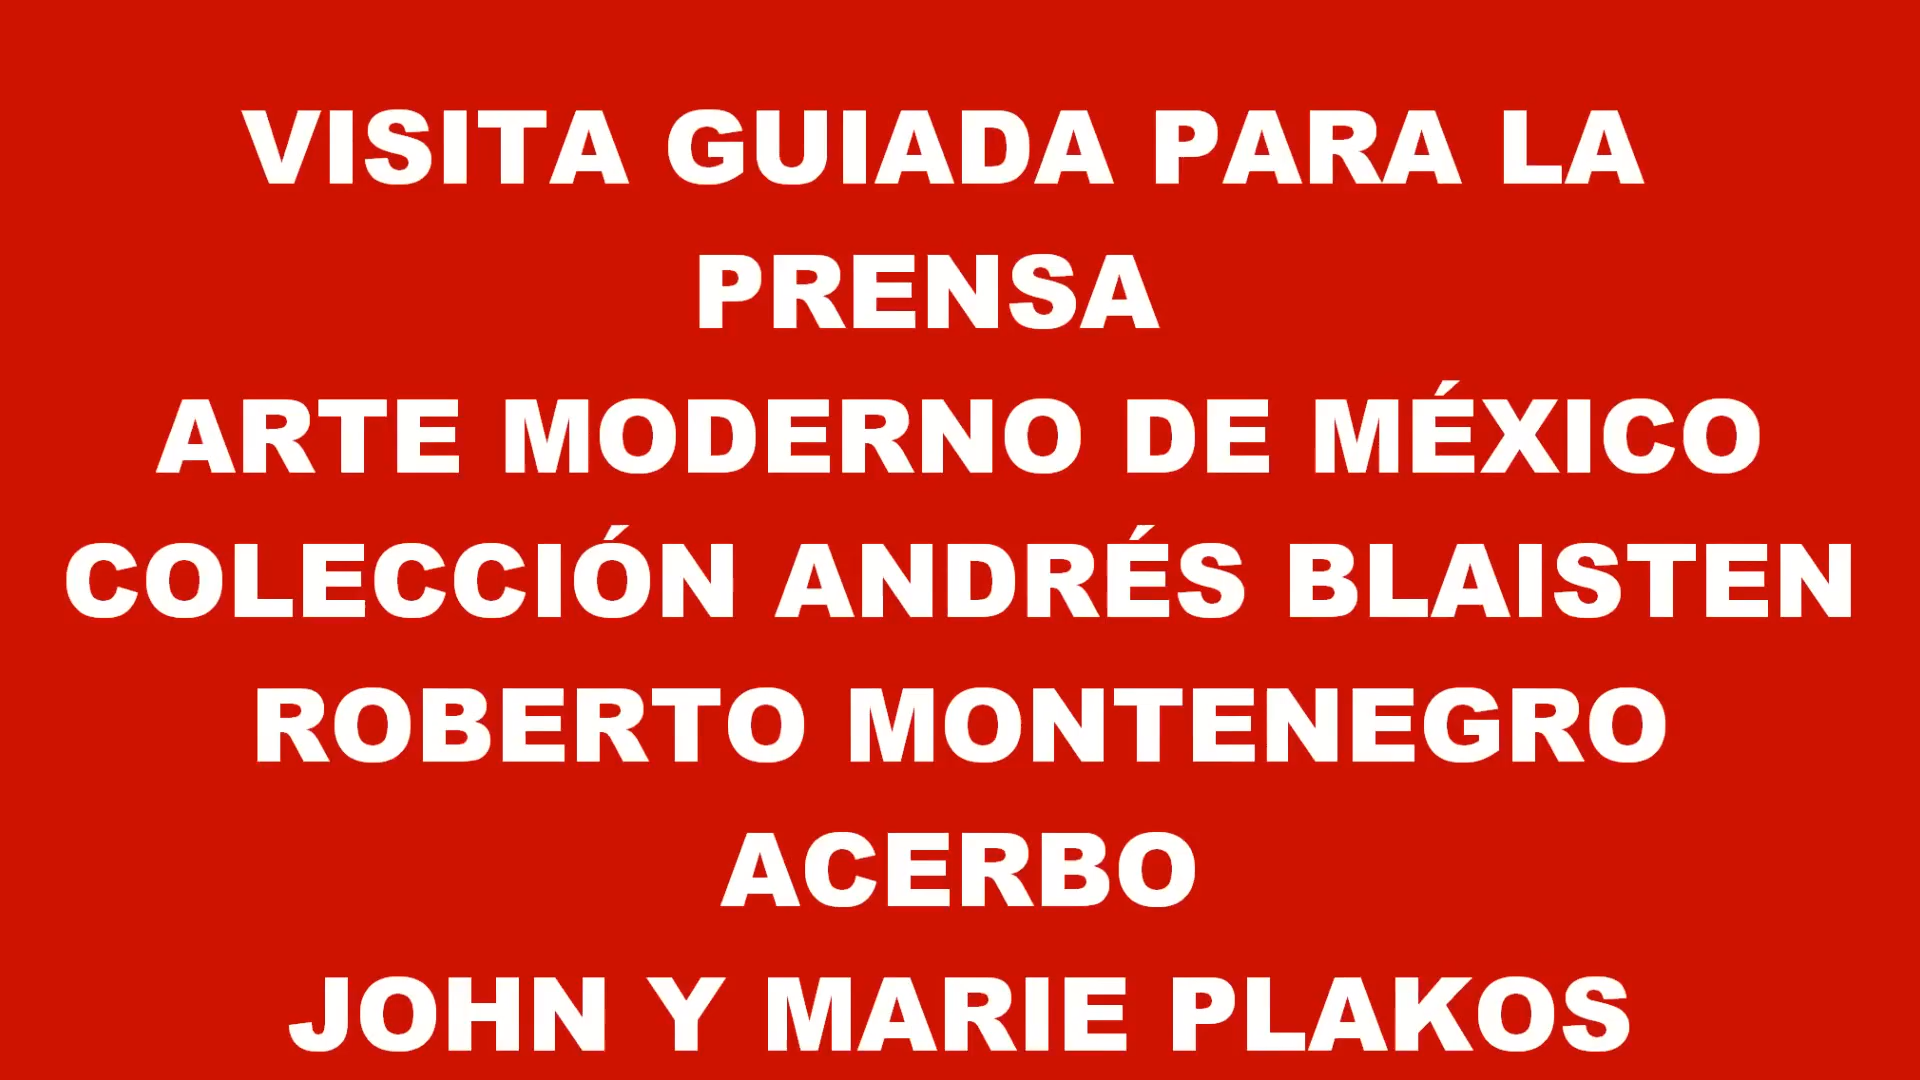 VISITA GUIADA PARA LA
PRENSA
ARTE MODERNO DE MÉXICO
COLECCIÓN ANDRÉS BLAISTEN
ROBERTO MONTENEGRO
ACERBO
JOHN Y MARIE PLAKOS